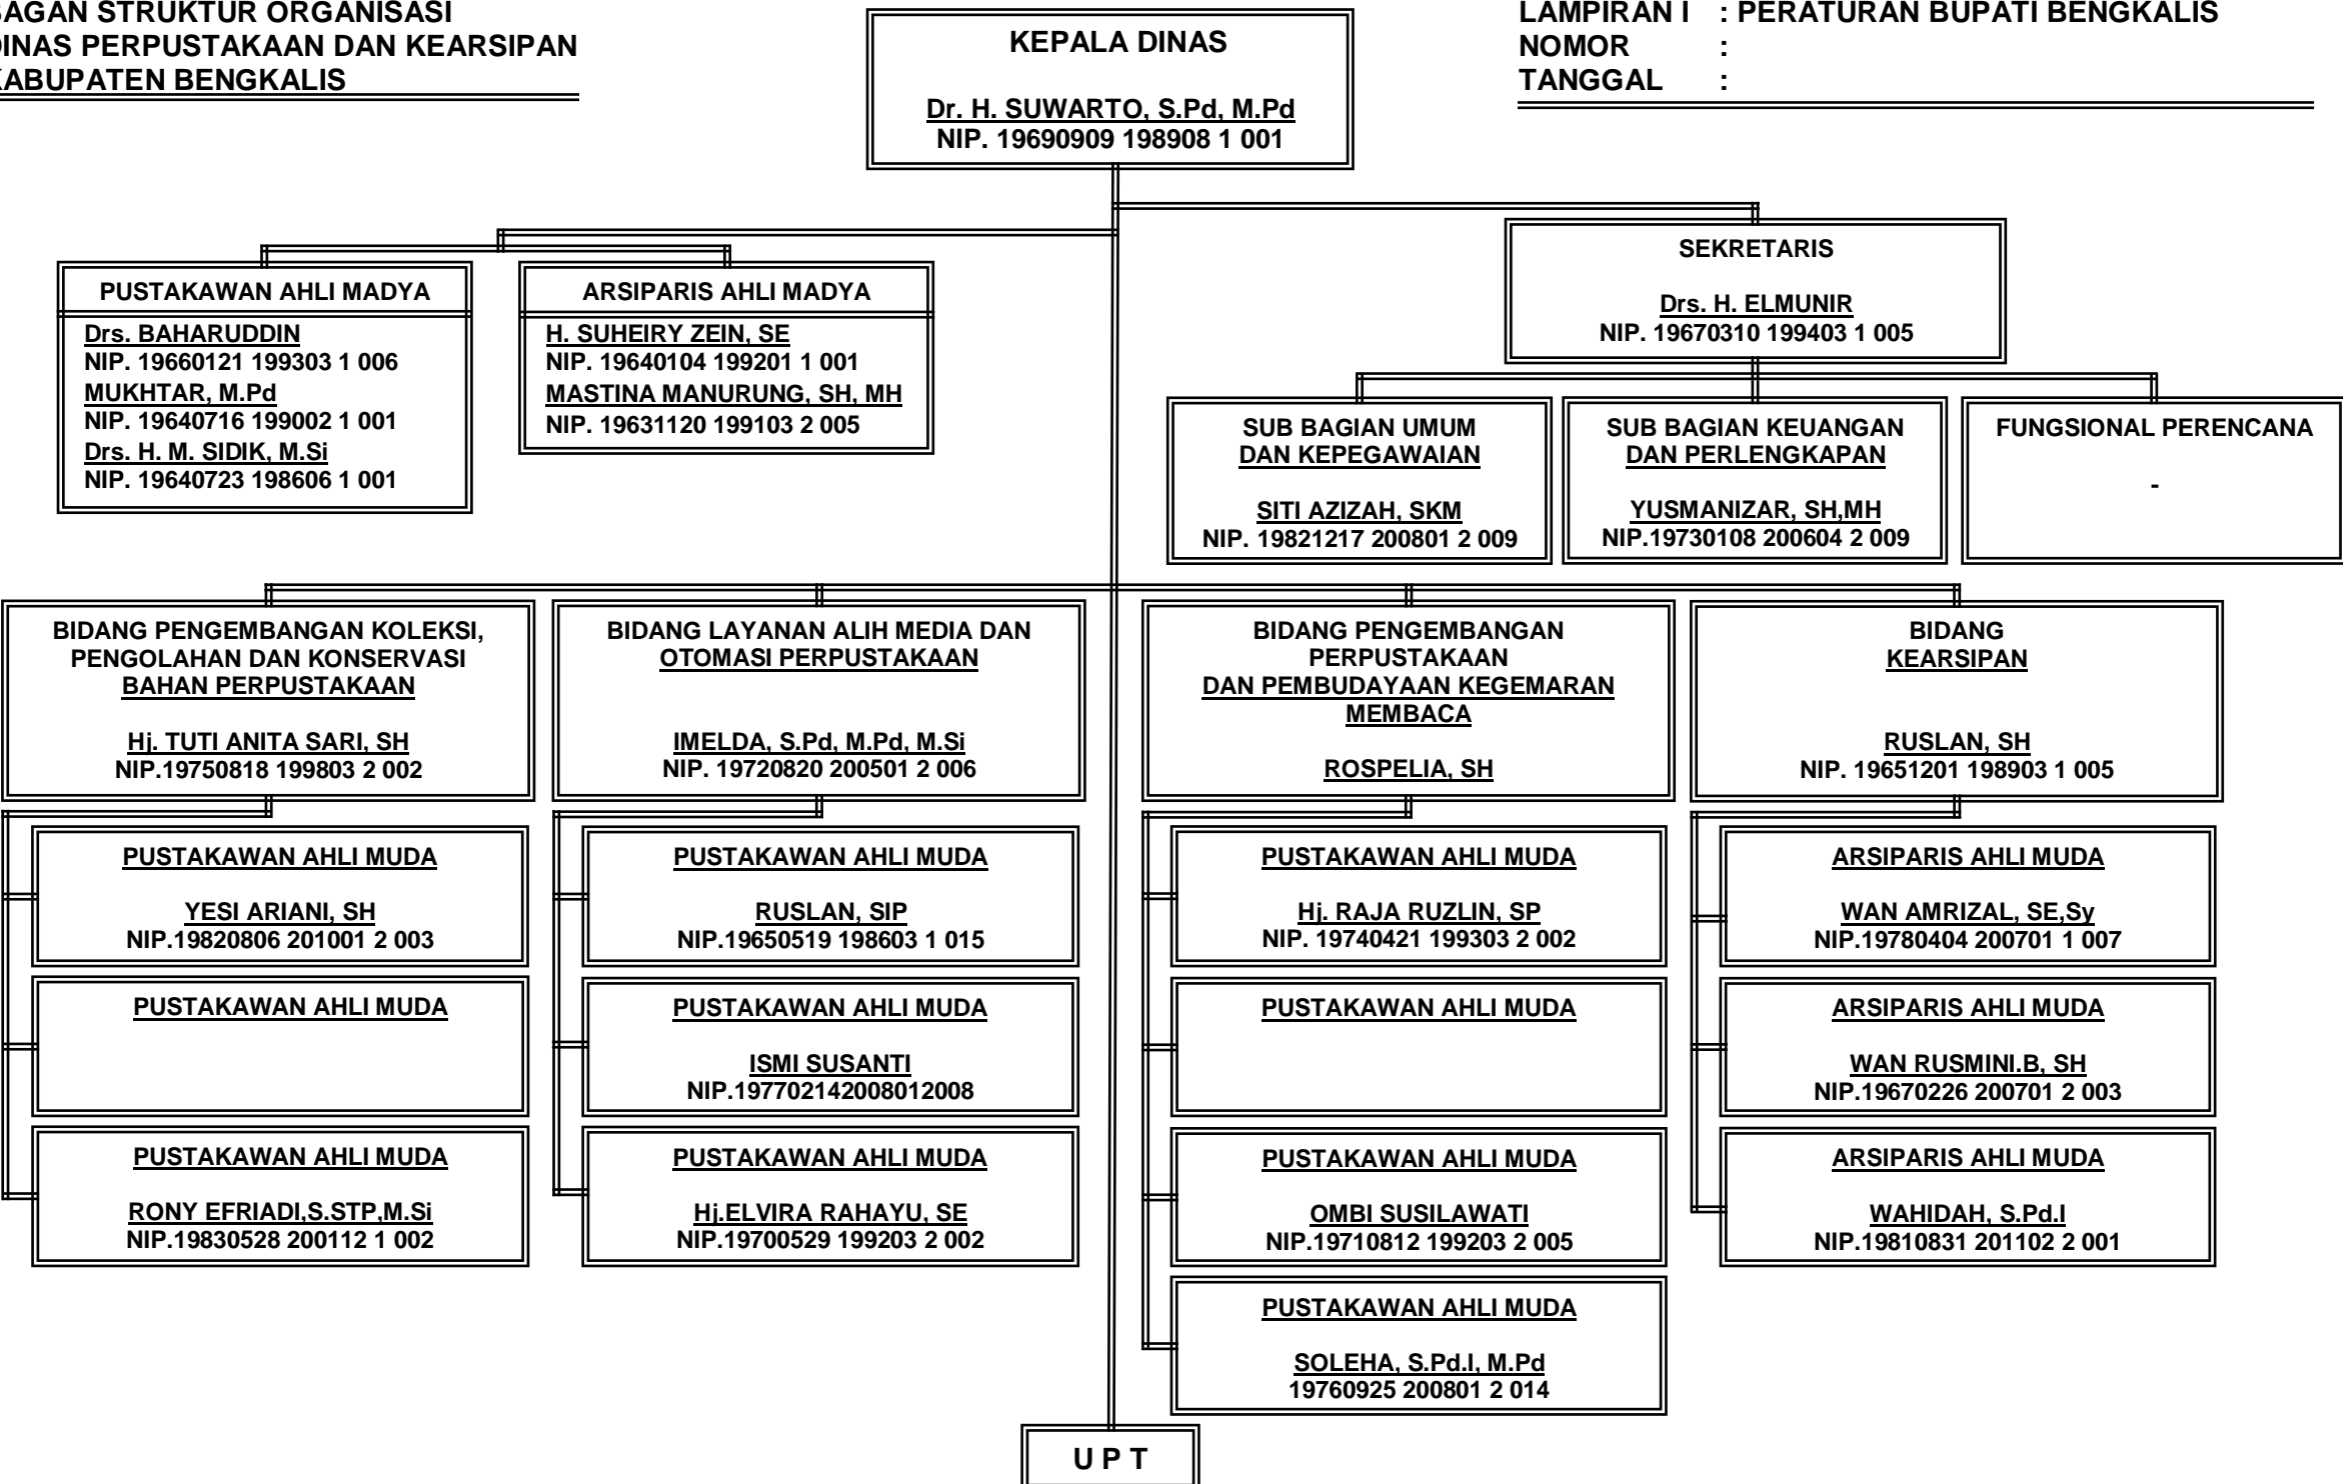 BAGAN STRUKTUR ORGANISASI
DINAS PERPUSTAKAAN DAN KEARSIPAN
KABUPATEN BENGKALIS
KEPALA DINAS
Dr. H. SUWARTO, S.Pd, M.Pd
NIP. 19690909 198908 1 001
LAMPIRAN I : PERATURAN BUPATI BENGKALIS
NOMOR :
TANGGAL :
PUSTAKAWAN AHLI MADYA
Drs. BAHARUDDIN
NIP. 19660121 199303 1 006
MUKHTAR, M.Pd
NIP. 19640716 199002 1 001
Drs. H. M. SIDIK, M.Si
NIP. 19640723 198606 1 001
ARSIPARIS AHLI MADYA
H. SUHEIRY ZEIN, SE
NIP. 19640104 199201 1 001
MASTINA MANURUNG, SH, MH
NIP. 19631120 199103 2 005
SEKRETARIS
Drs. H. ELMUNIR
NIP. 19670310 199403 1 005
SUB BAGIAN UMUM
DAN KEPEGAWAIAN
SITI AZIZAH, SKM
NIP. 19821217 200801 2 009
SUB BAGIAN KEUANGAN
DAN PERLENGKAPAN
YUSMANIZAR, SH,MH
NIP.19730108 200604 2 009
FUNGSIONAL PERENCANA
-
BIDANG PENGEMBANGAN KOLEKSI,
PENGOLAHAN DAN KONSERVASI
BAHAN PERPUSTAKAAN
Hj. TUTI ANITA SARI, SH
NIP.19750818 199803 2 002
BIDANG LAYANAN ALIH MEDIA DAN
OTOMASI PERPUSTAKAAN
IMELDA, S.Pd, M.Pd, M.Si
NIP. 19720820 200501 2 006
BIDANG PENGEMBANGAN
PERPUSTAKAAN
DAN PEMBUDAYAAN KEGEMARAN
MEMBACA
ROSPELIA, SH
BIDANG
KEARSIPAN
RUSLAN, SH
NIP. 19651201 198903 1 005
PUSTAKAWAN AHLI MUDA
YESI ARIANI, SH
NIP.19820806 201001 2 003
PUSTAKAWAN AHLI MUDA
PUSTAKAWAN AHLI MUDA
RONY EFRIADI,S.STP,M.Si
NIP.19830528 200112 1 002
PUSTAKAWAN AHLI MUDA
RUSLAN, SIP
NIP.19650519 198603 1 015
PUSTAKAWAN AHLI MUDA
ISMI SUSANTI
NIP.197702142008012008
PUSTAKAWAN AHLI MUDA
Hj.ELVIRA RAHAYU, SE
NIP.19700529 199203 2 002
PUSTAKAWAN AHLI MUDA
Hj. RAJA RUZLIN, SP
NIP. 19740421 199303 2 002
PUSTAKAWAN AHLI MUDA
PUSTAKAWAN AHLI MUDA
OMBI SUSILAWATI
NIP.19710812 199203 2 005
PUSTAKAWAN AHLI MUDA
SOLEHA, S.Pd.I, M.Pd
19760925 200801 2 014
ARSIPARIS AHLI MUDA
WAN AMRIZAL, SE,Sy
NIP.19780404 200701 1 007
ARSIPARIS AHLI MUDA
WAN RUSMINI.B, SH
NIP.19670226 200701 2 003
ARSIPARIS AHLI MUDA
WAHIDAH, S.Pd.I
NIP.19810831 201102 2 001
U P T